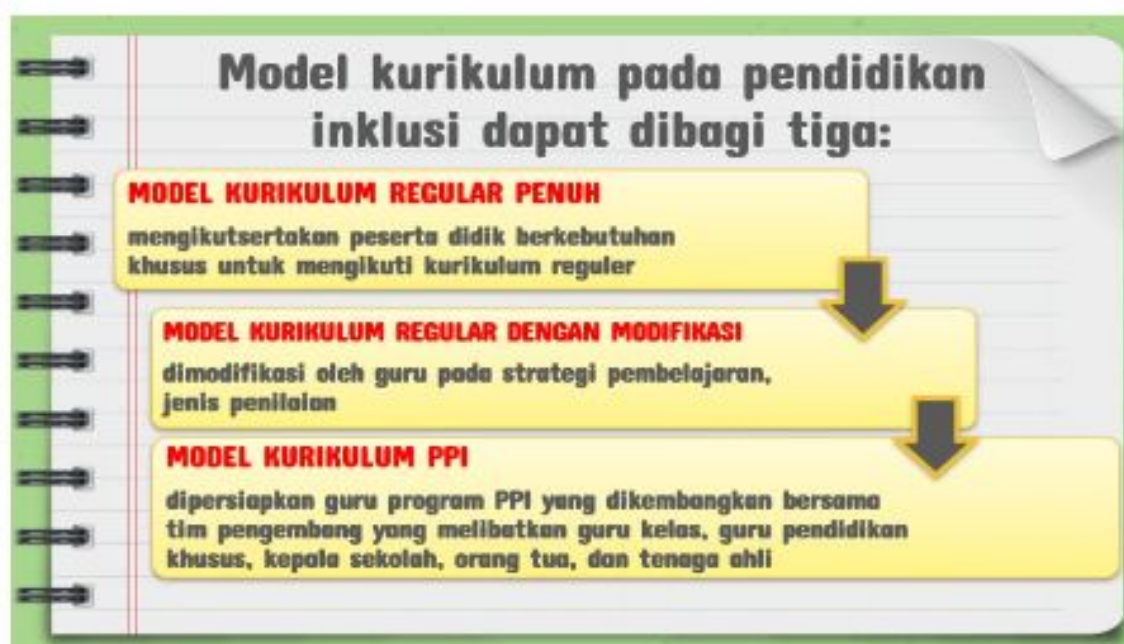 Model kurikulum pada pendidikan
inklusi dapat dibagi tiga:
MODEL KURIKULUM REGULAR PENUH
mengikutsertakan peserta didik berkebutuhan
khusus untuk mengikuti kurikulum reguler
MODEL KURIKULUM REGULAR DENGAN MODIFIKASI
dimodifikasi oleh guru pada strategi pembelajaran,
jenis penilaian
MODEL KURIKULUM PPI
dipersiapkan guru program PPI yang dikembangkan bersama
tim pengembang yang melibatkan guru kelas, guru pendidikan
khusus, kepala sekolah, orang tua, dan tenaga ahli